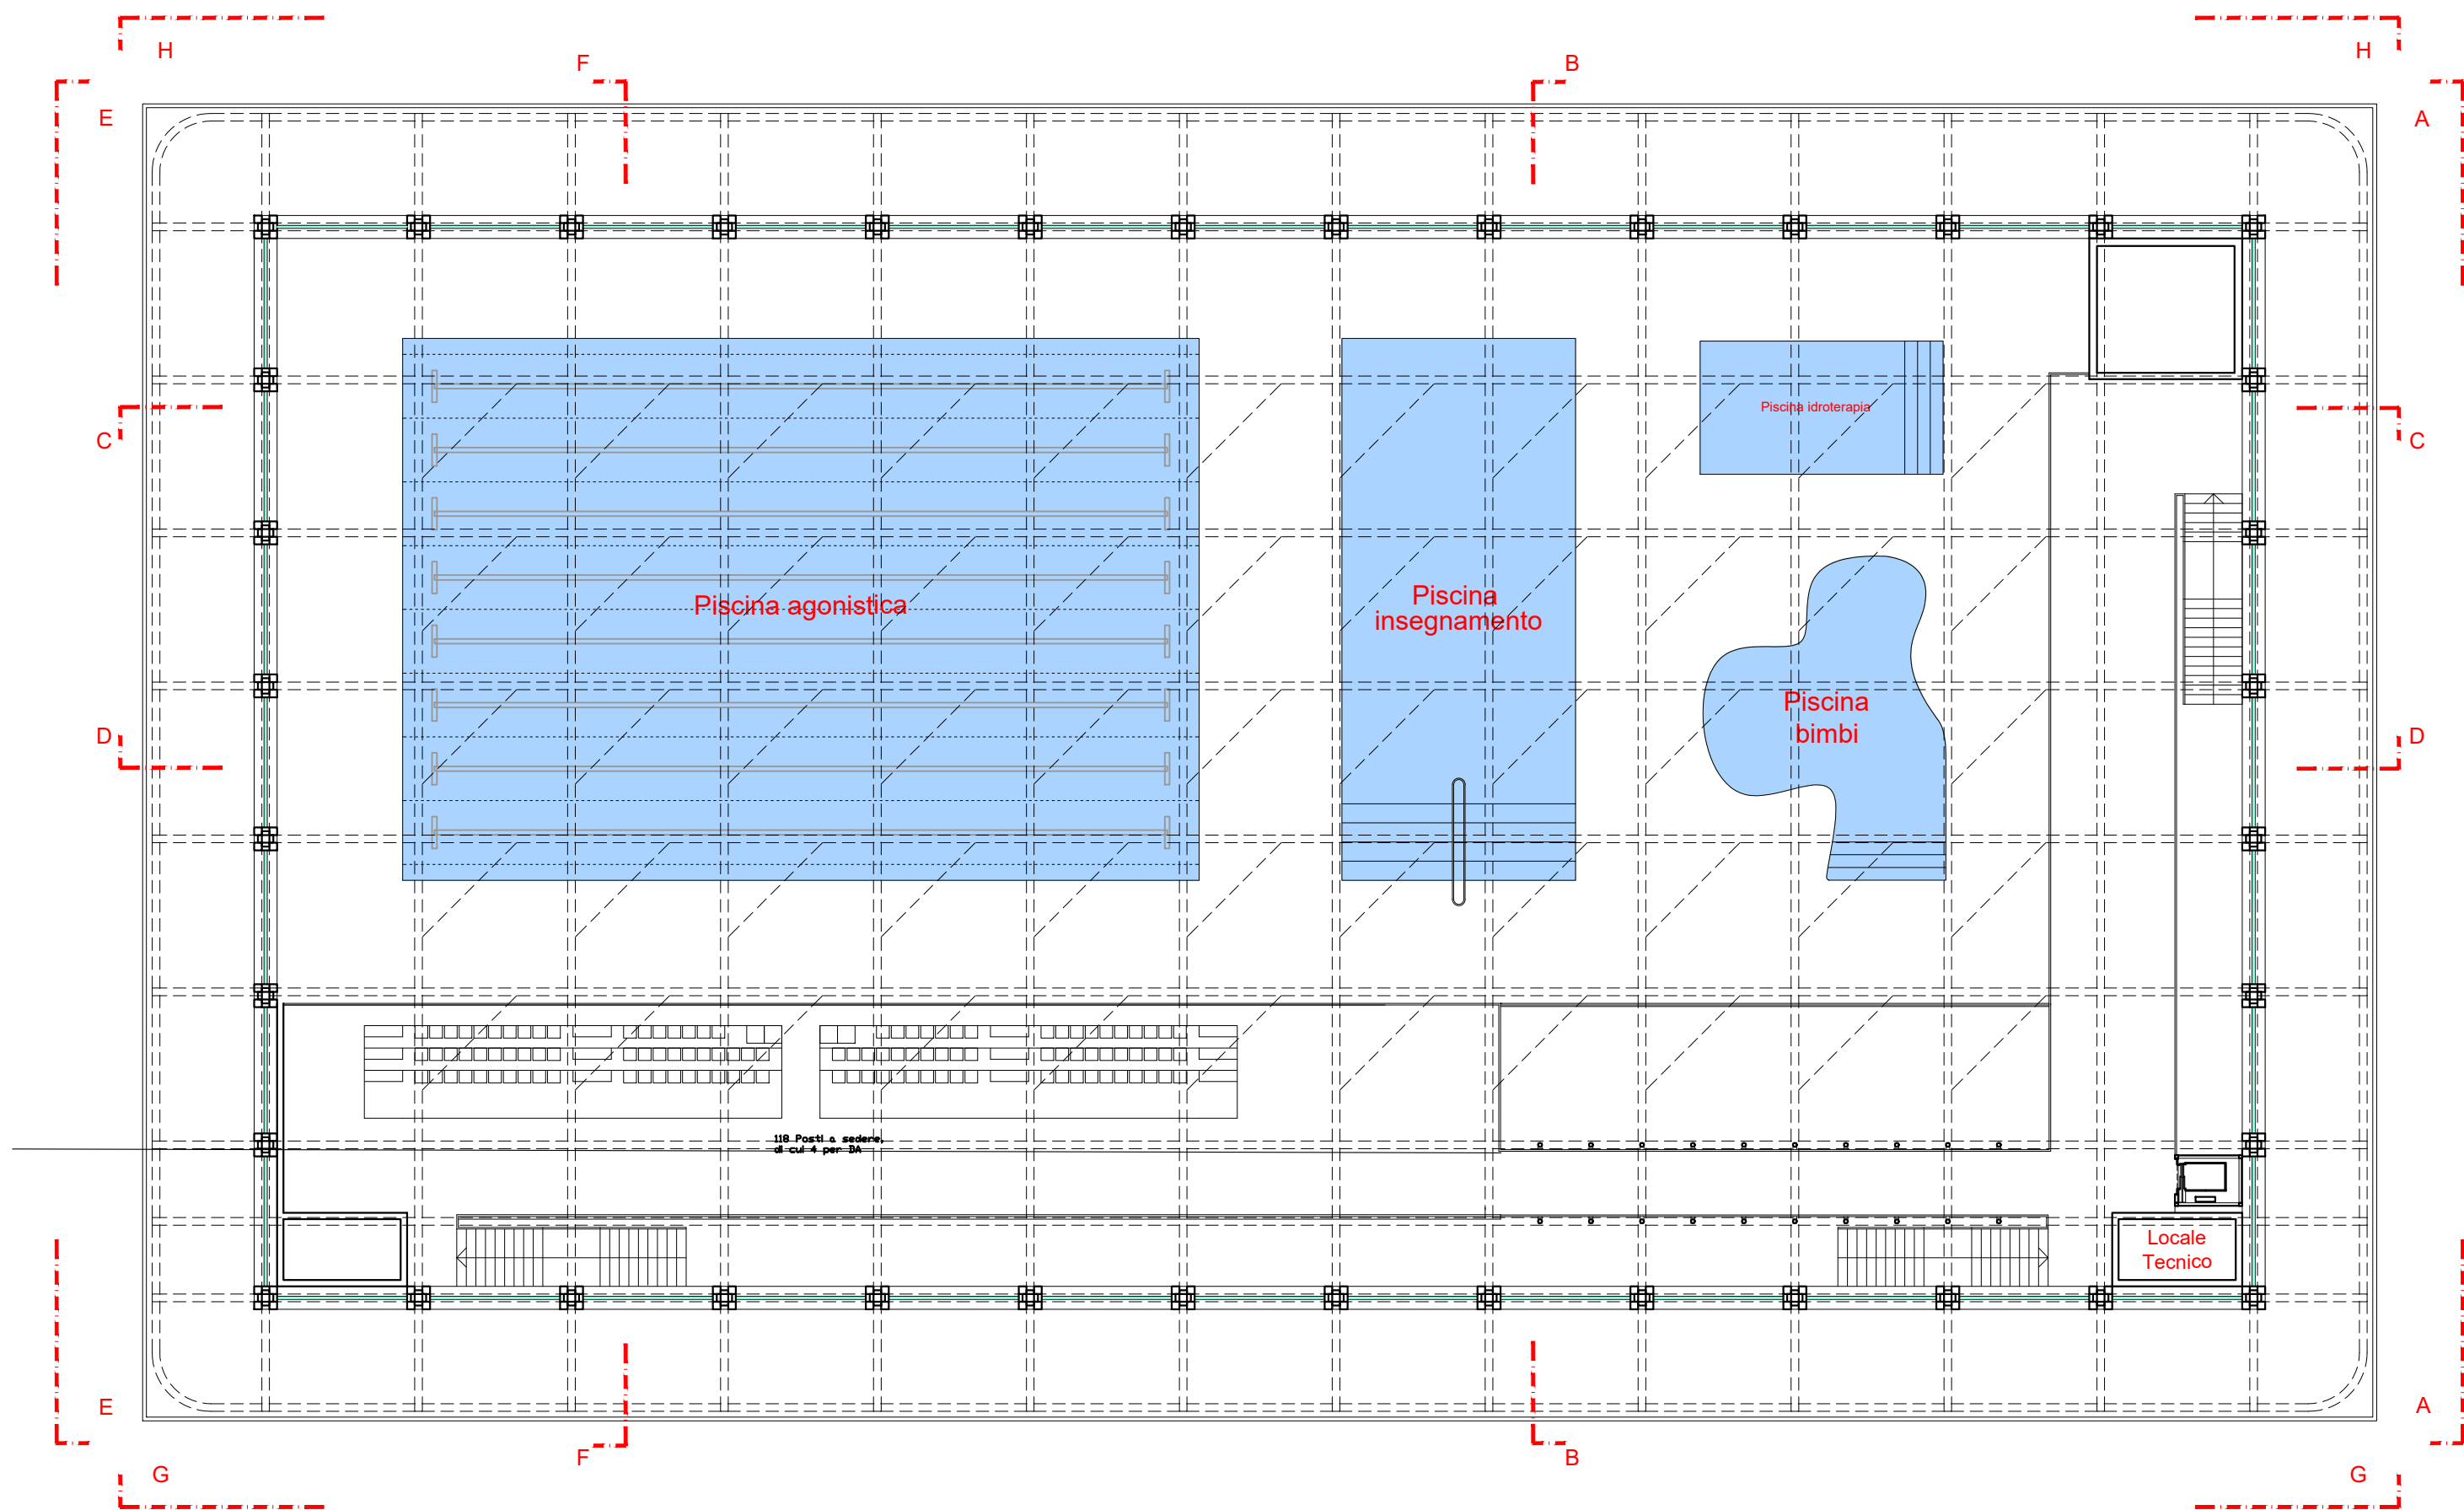 H
H
F
B
E
A
Piscina idroterapia
C
C
Piscina agonistica
Piscina
insegnamento
Piscina
bimbi
D
D
118 Posti a sedere,
di cui 4 per DA
Locale
Tecnico
E
A
F
B
G
G